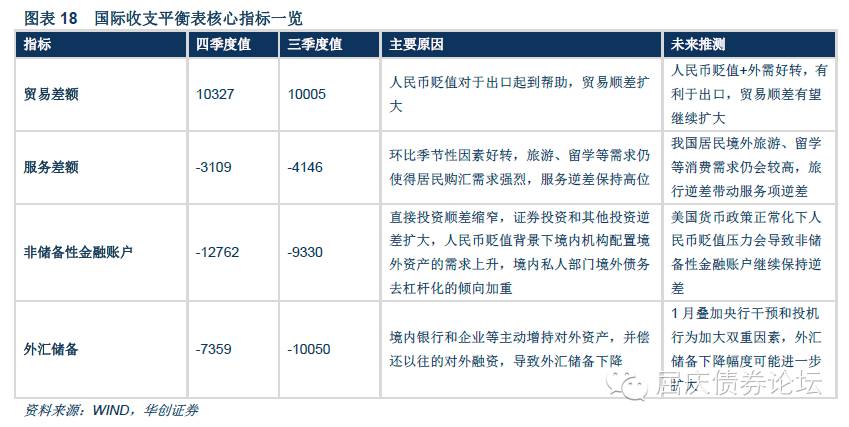 图表 18 国际收支平衡表核心指标一览
指标 四季度值 三季度值 主要原因 未来推测
贸易差额 10327 10005 人民币贬值对于出口起到帮助，贸易顺差扩
大
人民币贬值+外需好转，有
利于出口，贸易顺差有望
继续扩大
服务差额 -3109 -4146 环比季节性因素好转，旅游、留学等需求仍
使得居民购汇需求强烈，服务逆差保持高位
我国居民境外旅游、留学
等消费需求仍会较高，旅
行逆差带动服务项逆差
非储备性金融账户 -12762 -9330 直接投资顺差缩窄，证券投资和其他投资逆
差扩大，人民币贬值背景下境内机构配置境
外资产的需求上升，境内私人部门境外债务
去杠杆化的倾向加重
美国货币政策正常化下人
民币贬值压力会导致非储
备性金融账户继续保持逆
差
外汇储备 -7359 -10050 境内银行和企业等主动增持对外资产，并偿
还以往的对外融资，导致外汇储备下降
1 月叠加央行干预和投机
行为加大双重因素，外汇
储备下降幅度可能进一步
扩大
屈庆债券论坛
资料来源：WIND，华创证券